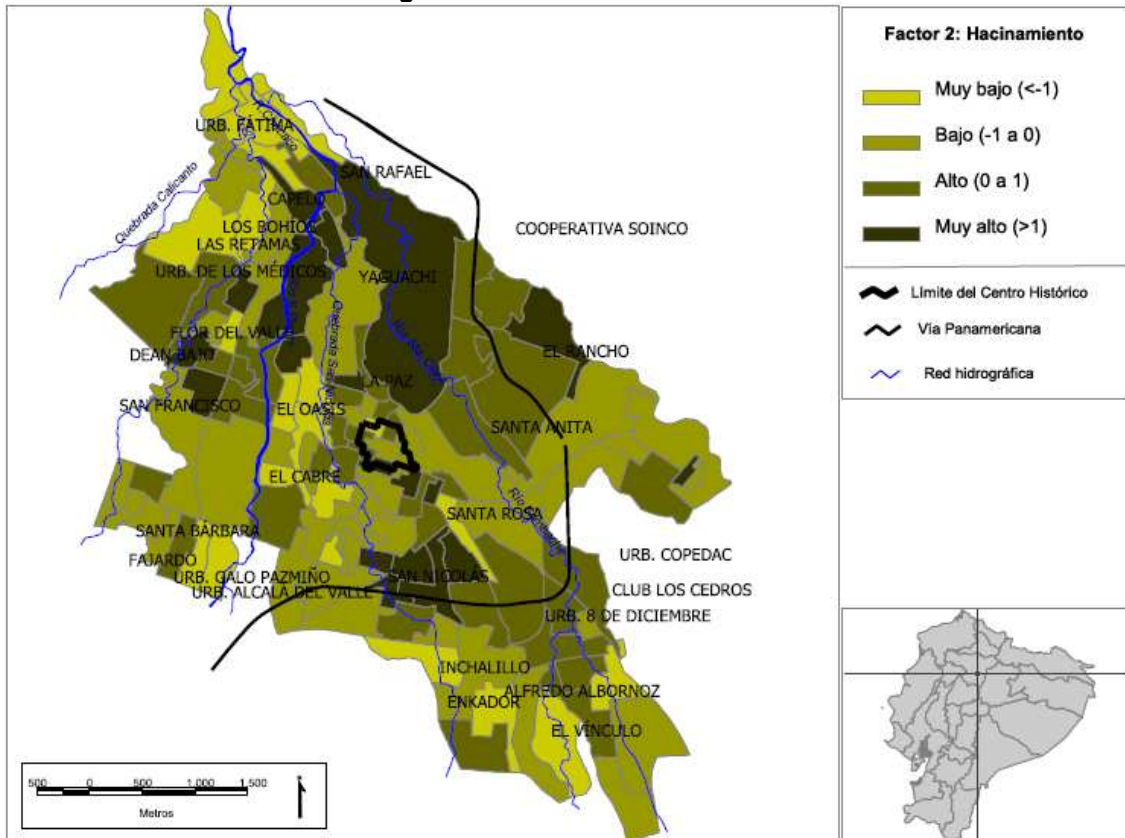 Factor 2: Hacinamiento
Muy bajo (<-1)
Bajo (-1 a 0)
Alto (0 a 1)
Muy alto (>1)
Límite del Centro Histórico
Vía Panamericana
Red hidrográfica
URB. FÁTIMA
Quebrada Calicanto
SAN RAFAEL
CAPELO
COOPERATIVA SOINCO
LOS BOHIOS
LAS RETAMAS
URB. DE LOS MÉDICOS
YAGUACHI
FLOR DEL VALLE
DEAN BAJO
EL RANCHO
LA PAZ
SAN FRANCISCO
EL OASIS
SANTA ANITA
EL CABRE
SANTA ROSA
SANTA BÁRBARA
FAJARDO
URB. COPEDAC
URB. GALO PAZMIÑO
SAN NICOLÁS
URB. ALCALA DEL VALLE
CLUB LOS CEDROS
URB. 8 DE DICIEMBRE
INCHALILLO
ENKADOR
ALFREDO ALBORNOZ
EL VÍNCULO
500 0 500 1.000 1.500
Metros